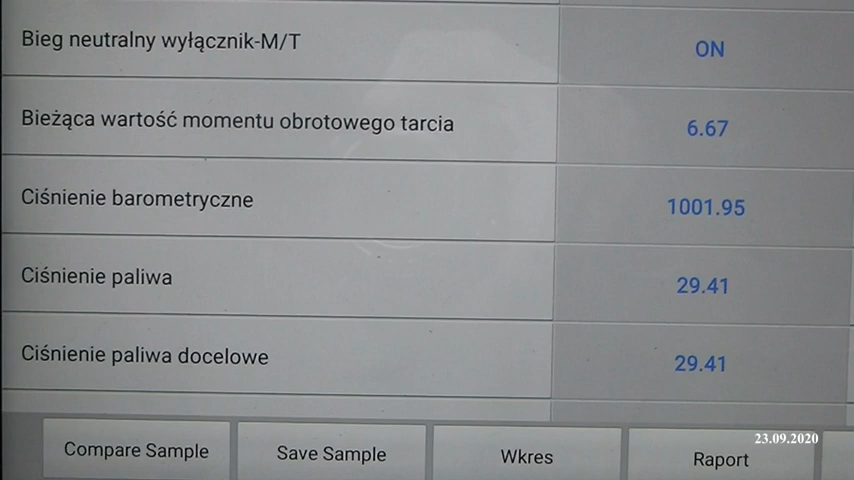 Bieg neutralny wyłącznik-M/T
ON
Bieżąca wartość momentu obrotowego tarcia
6.67
Ciśnienie barometryczne
1001.95
Ciśnienie paliwa
29.41
Ciśnienie paliwa docelowe
29.41
Compare Sample
Save Sample
Wkres
Raport
23.09.2020